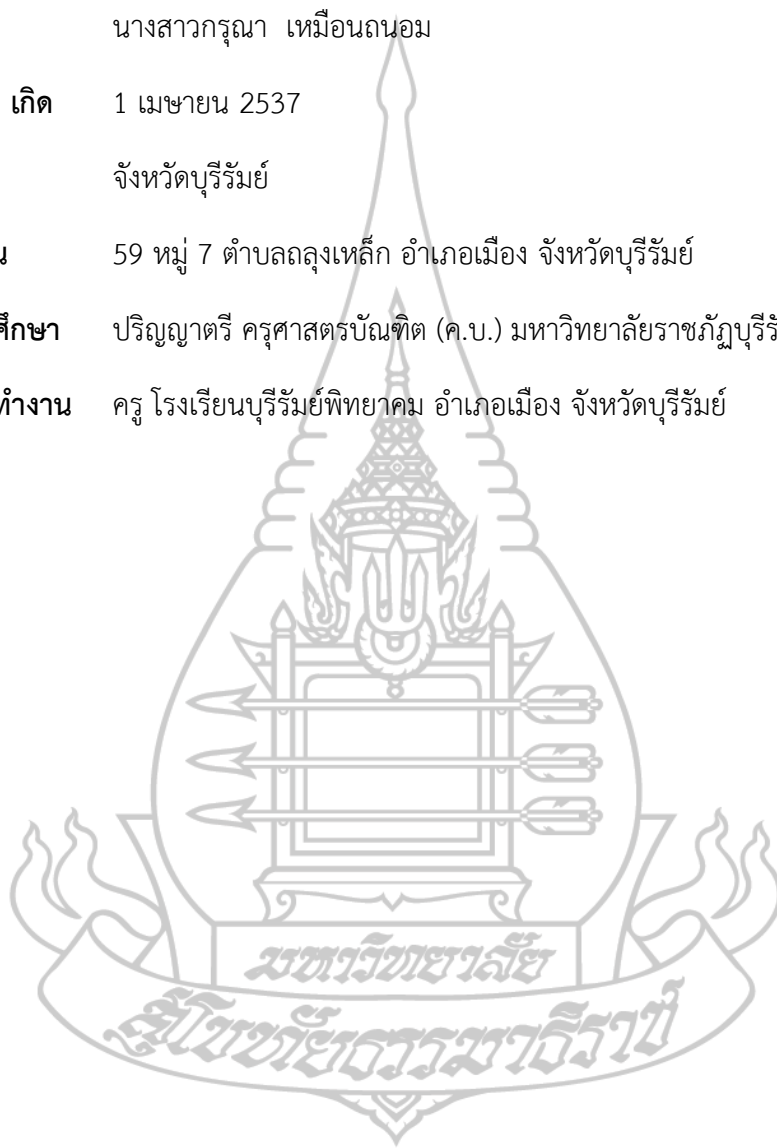 นางสาวกรุณา เหมือนถนอม
เกิด 1 เมษายน 2537
จังหวัดบุรีรัมย์
59 หมู่ 7 ตำบลถลุงเหล็ก อำเภอเมือง จังหวัดบุรีรัมย์
ศึกษา ปริญญาตรี ครุศาสตรบัณฑิต (ค.บ.) มหาวิทยาลัยราชภัฏบุรีรั
ทำงาน ครู โรงเรียนบุรีรัมย์พิทยาคม อำเภอเมือง จังหวัดบุรีรัมย์
มหาวิทยาลัย
สุโขทัยธรรมาธิราช